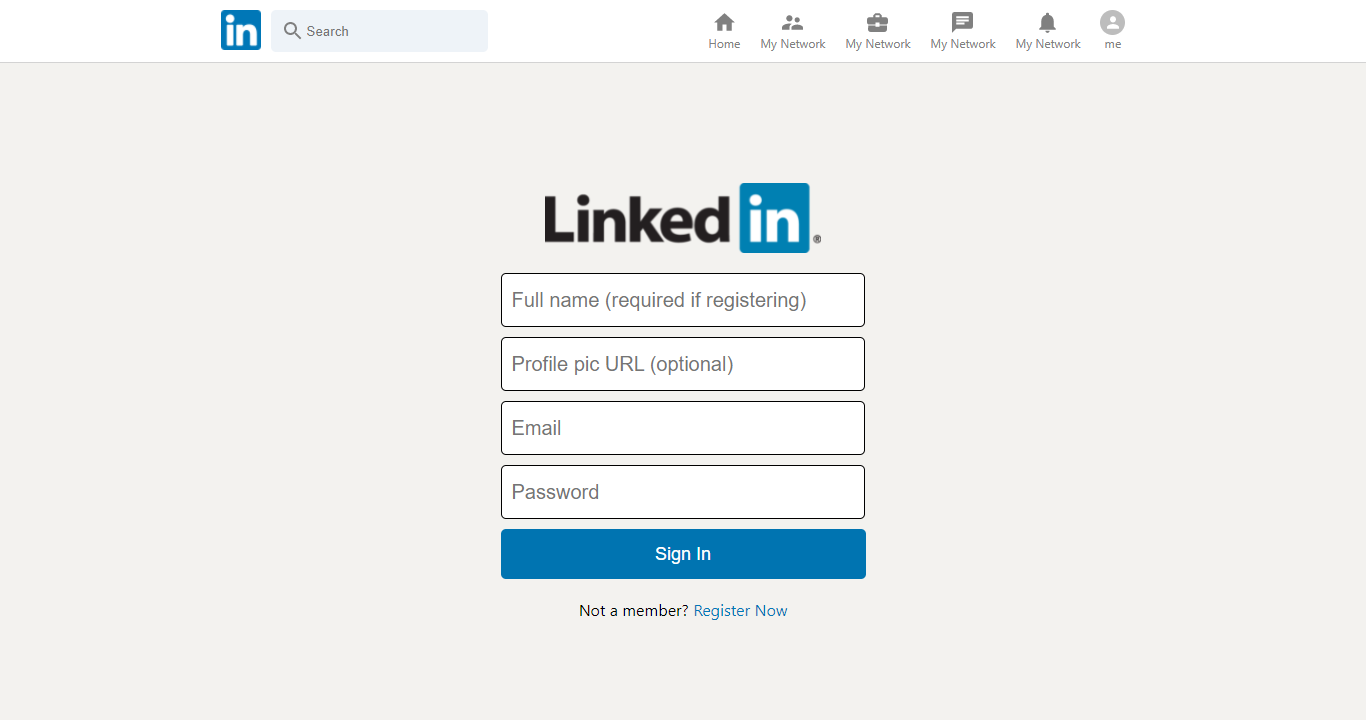 in Search
Home My Network My Network My Network My Network me
Linked in ®
Full name (required if registering)
Profile pic URL (optional)
Email
Password
Sign In
Not a member? Register Now